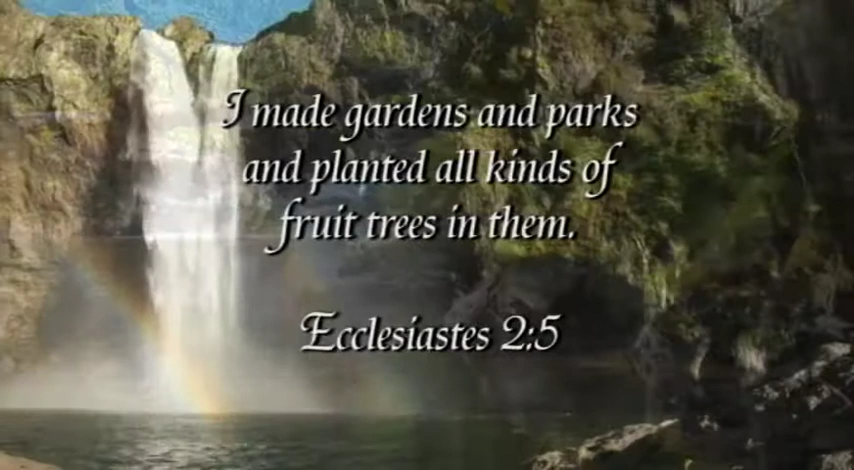 I made gardens and parks
and planted all kinds of
fruit trees in them.
Ecclesiastes 2:5